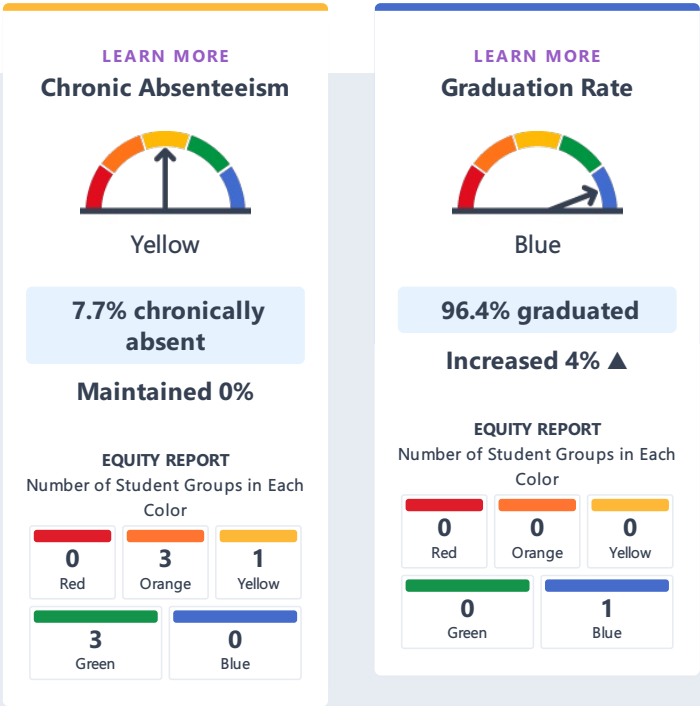 LEARN MORE
Chronic Absenteeism
Yellow
7.7% chronically
absent
Maintained 0%
EQUITY REPORT
Number of Student Groups in Each
Color
0
Red
3
Orange
1
Yellow
3
Green
0
Blue
LEARN MORE
Graduation Rate
Blue
96.4% graduated
Increased 4% ▲
EQUITY REPORT
Number of Student Groups in Each
Color
0
Red
0
Orange
0
Yellow
0
Green
1
Blue